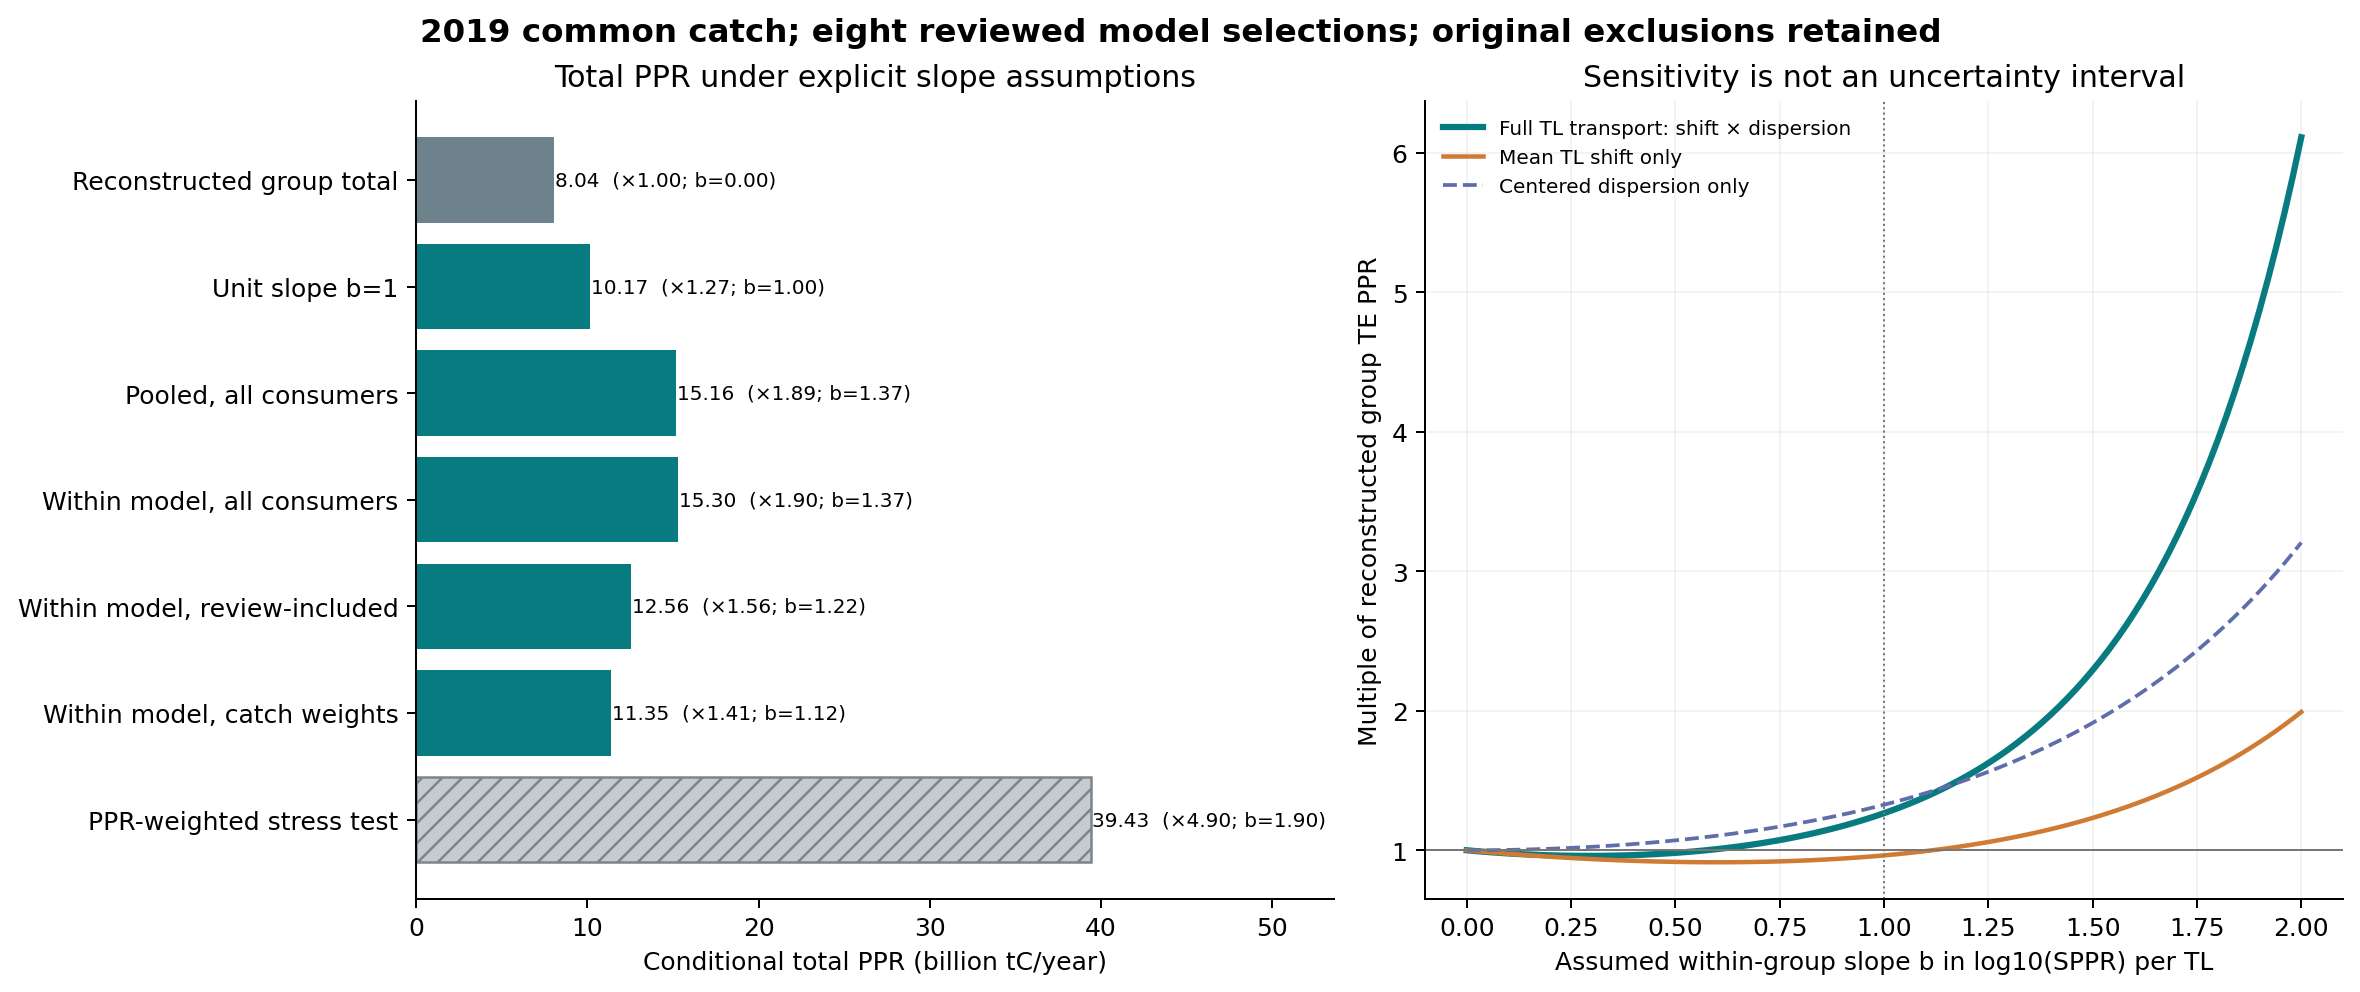 2019 common catch; eight reviewed model selections; original exclusions retained
Total PPR under explicit slope assumptions
Reconstructed group total
8.04 (×1.00; b=0.00)
Unit slope b=1
10.17 (×1.27; b=1.00)
Pooled, all consumers
15.16 (×1.89; b=1.37)
Within model, all consumers
15.30 (×1.90; b=1.37)
Within model, review-included
12.56 (×1.56; b=1.22)
Within model, catch weights
11.35 (×1.41; b=1.12)
PPR-weighted stress test
39.43 (×4.90; b=1.90)
0 10 20 30 40 50
Conditional total PPR (billion tC/year)
Sensitivity is not an uncertainty interval
Full TL transport: shift × dispersion
Mean TL shift only
Centered dispersion only
Multiple of reconstructed group TE PPR
6
5
4
3
2
1
0.00 0.25 0.50 0.75 1.00 1.25 1.50 1.75 2.00
Assumed within-group slope b in log10(SPPR) per TL